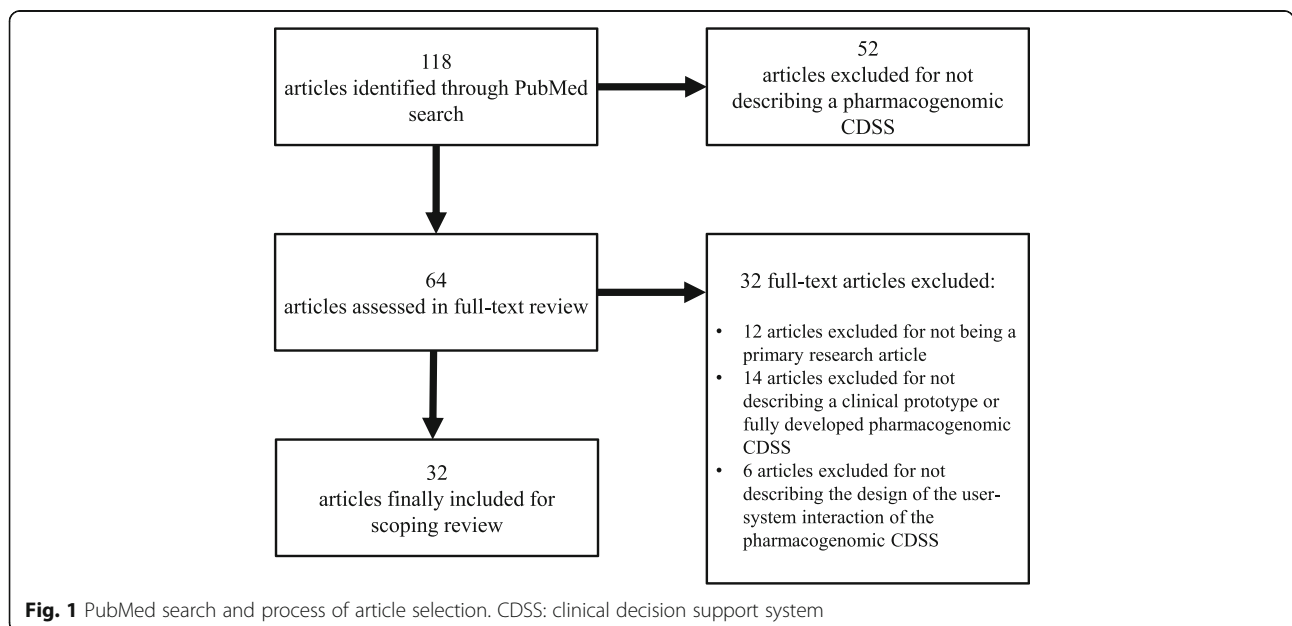 118
articles identified through PubMed
search
52
articles excluded for not
describing a pharmacogenomic
CDSS
64
articles assessed in full-text review
32 full-text articles excluded:
• 12 articles excluded for not being a
primary research article
• 14 articles excluded for not
describing a clinical prototype or
fully developed pharmacogenomic
CDSS
• 6 articles excluded for not
describing the design of the user-
system interaction of the
pharmacogenomic CDSS
32
articles finally included for
scoping review
Fig. 1 PubMed search and process of article selection. CDSS: clinical decision support system